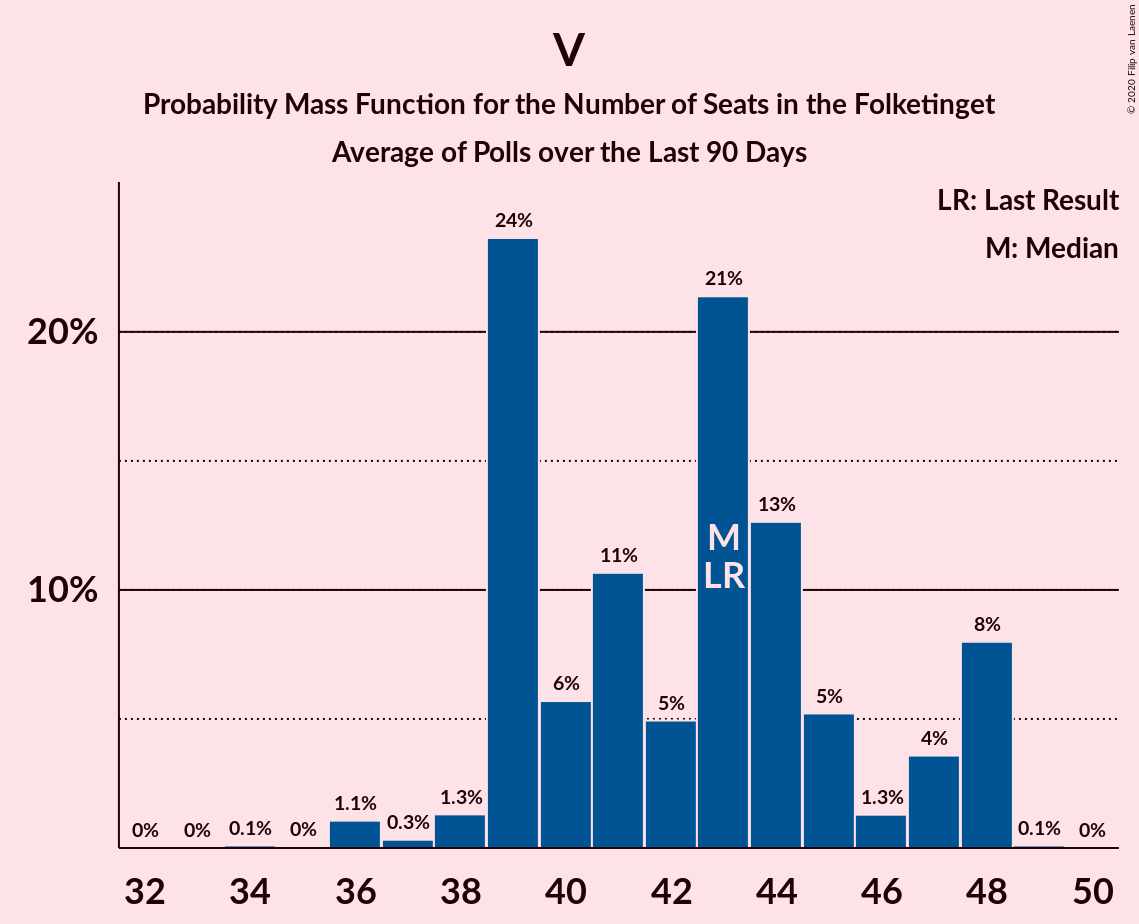 V
Probability Mass Function for the Number of Seats in the Folketinget
Average of Polls over the Last 90 Days
© 2020 Filip van Laenen
LR: Last Result
M: Median
20%
10%
0%
0%
0.1%
0%
1.1%
0.3%
1.3%
24%
6%
11%
5%
21%
13%
5%
1.3%
4%
8%
0.1%
0%
M
LR
32 34 36 38 40 42 44 46 48 50